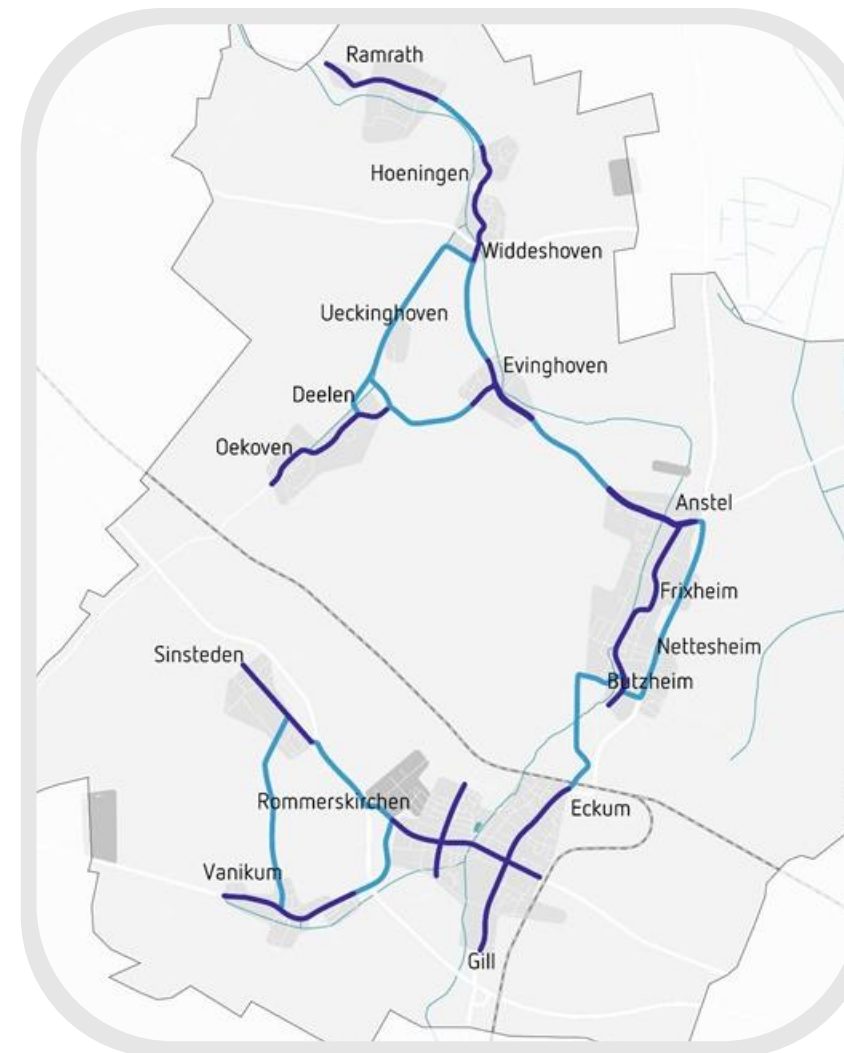 Ramrath
Hoeningen
Widdeshoven
Ueckinghoven
Evinghoven
Deelen
Oekoven
Anstel
Frixheim
Nettesheim
Sinsteden
Butzheim
Rommerskirchen
Eckum
Vanikum
Gill